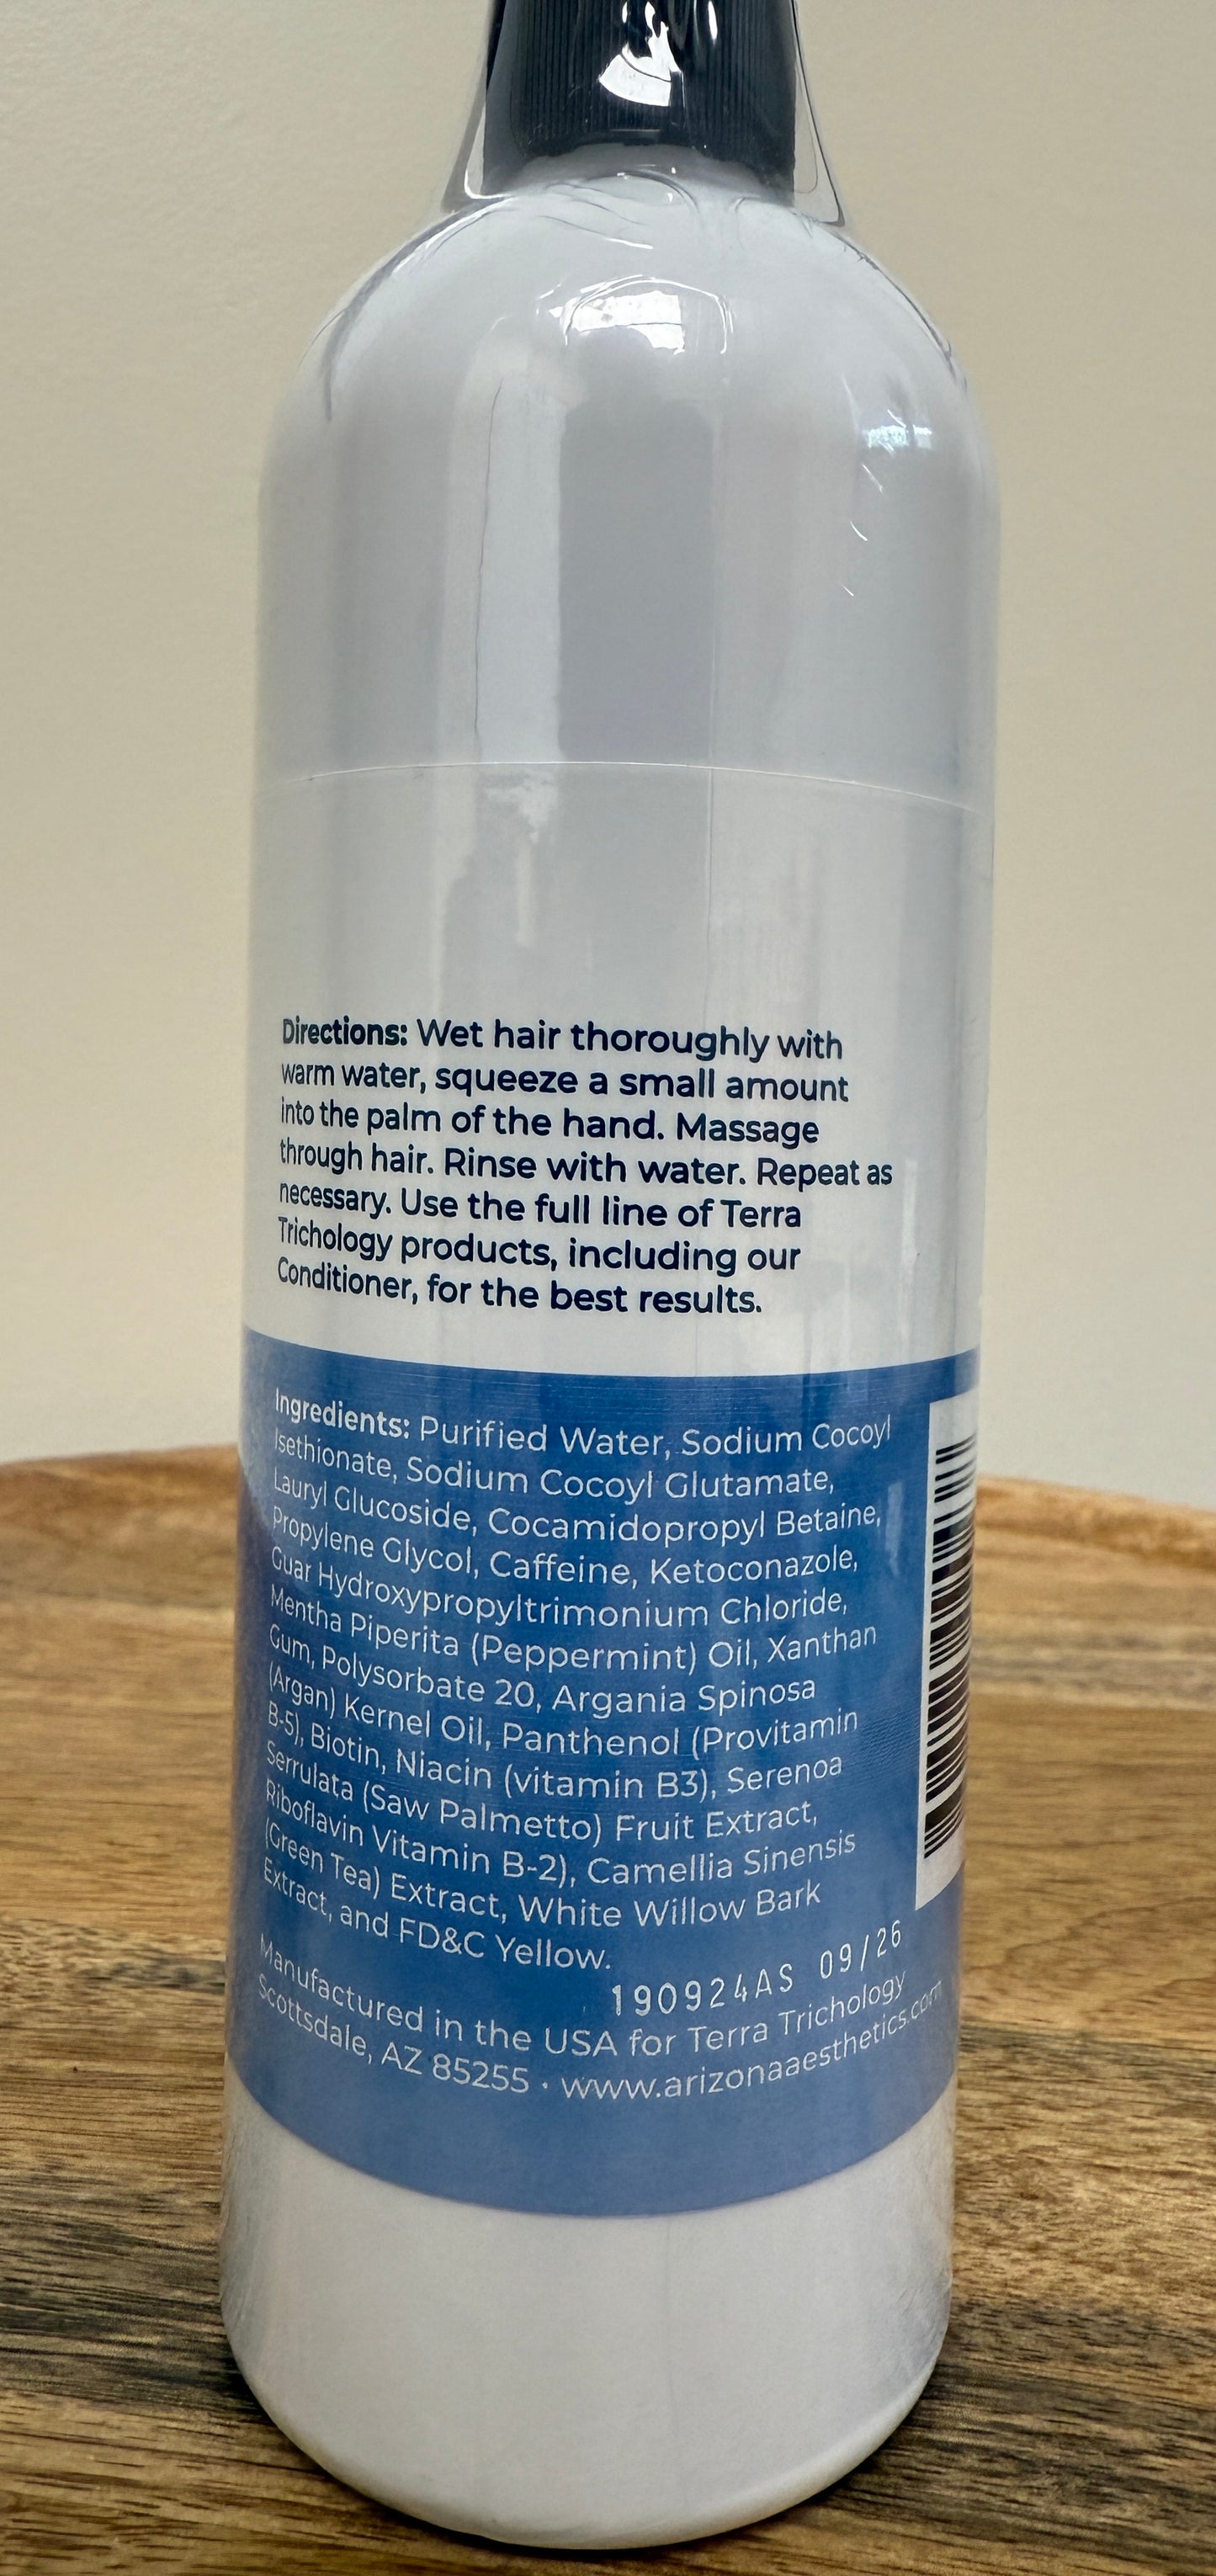 Directions: Wet hair thoroughly with
warm water, squeeze a small amount
into the palm of the hand. Massage
through hair. Rinse with water. Repeat as
necessary. Use the full line of Terra
Trichology products, including our
Conditioner, for the best results.
Ingredients: Purified Water, Sodium Cocoyl
Isethionate, Sodium Cocoyl Glutamate,
Lauryl Glucoside, Cocamidopropyl Betaine,
Propylene Glycol, Caffeine, Ketoconazole,
Guar Hydroxypropyltrimonium Chloride,
Mentha Piperita (Peppermint) Oil, Xanthan
Gum, Polysorbate 20, Argania Spinosa
(Argan) Kernel Oil, Panthenol (Provitamin
B-5), Biotin, Niacin (vitamin B3), Serenoa
Serrulata (Saw Palmetto) Fruit Extract,
Riboflavin Vitamin B-2), Camellia Sinensis
(Green Tea) Extract, White Willow Bark
Extract, and FD&C Yellow.
190924AS 09/26
Manufactured in the USA for Terra Trichology
Scottsdale, AZ 85255 • www.arizonaaesthetics.com